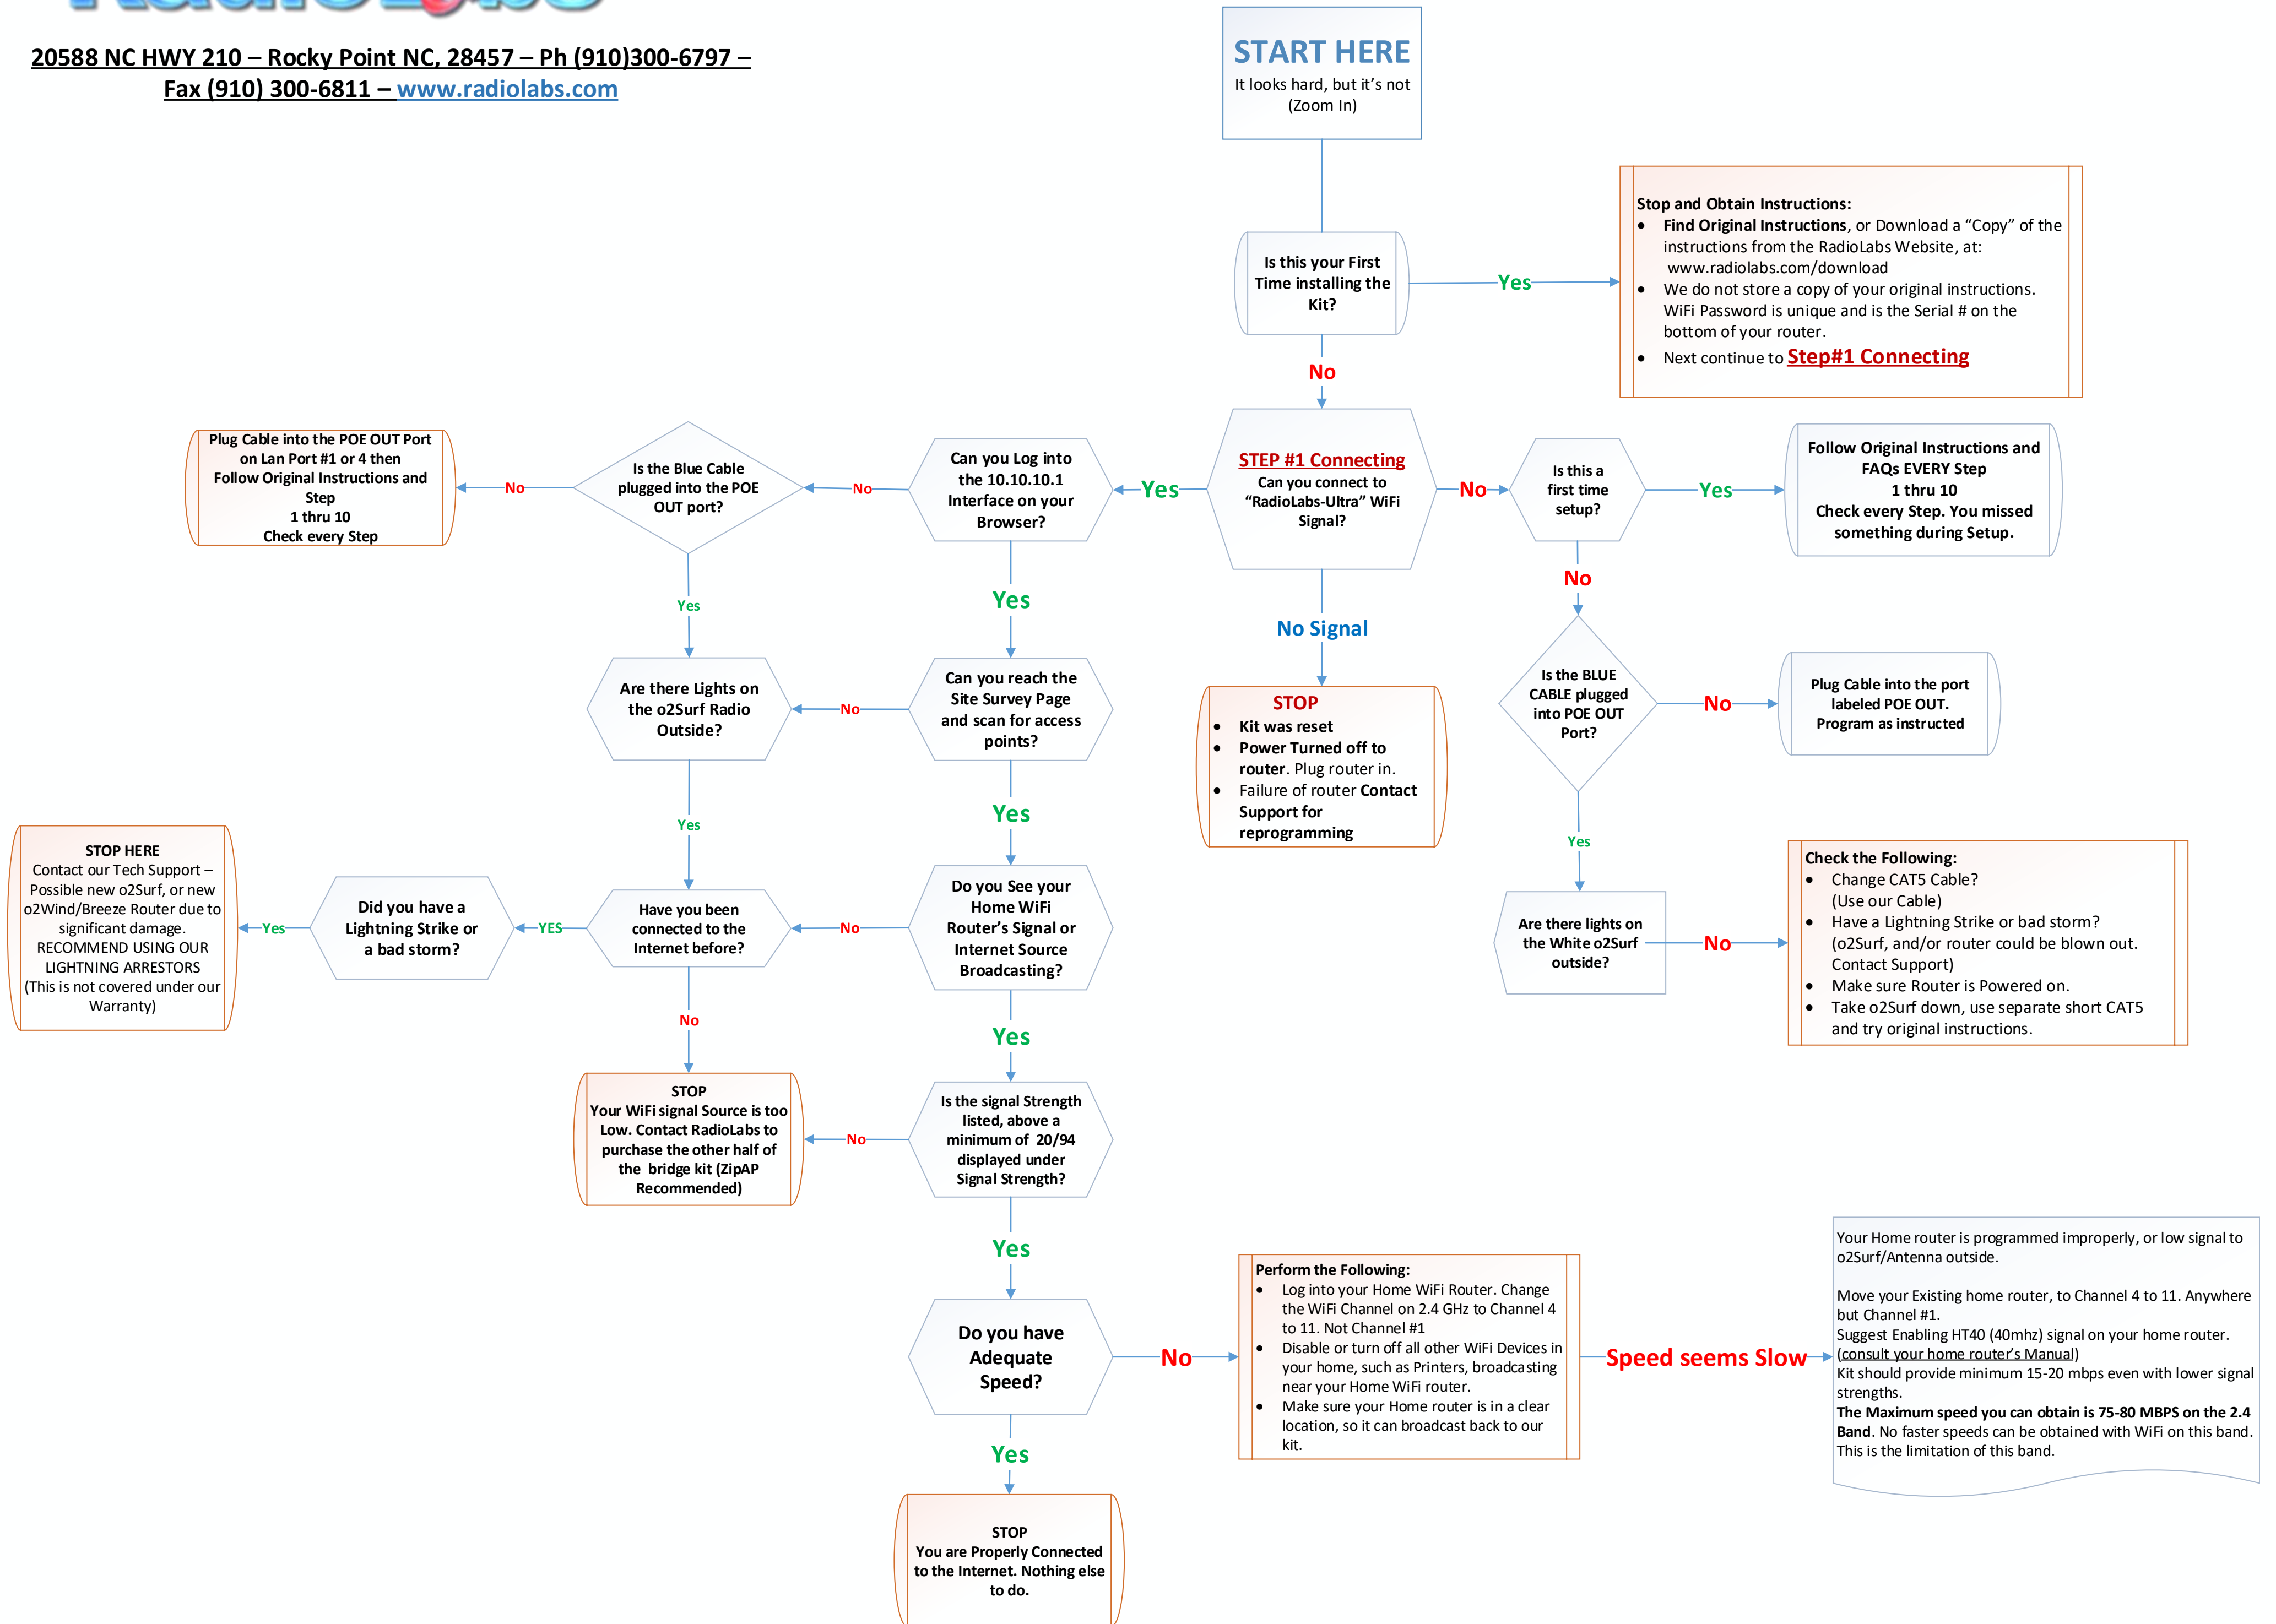 RadioLabs
20588 NC HWY 210 – Rocky Point NC, 28457 – Ph (910)300-6797 –
Fax (910) 300-6811 – www.radiolabs.com
START HERE
It looks hard, but it’s not
(Zoom In)
Is this your First
Time installing the
Kit?
Yes
Stop and Obtain Instructions:
• Find Original Instructions, or Download a “Copy” of the
instructions from the RadioLabs Website, at:
www.radiolabs.com/download
• We do not store a copy of your original instructions.
WiFi Password is unique and is the Serial # on the
bottom of your router.
• Next continue to Step#1 Connecting
No
Plug Cable into the POE OUT Port
on Lan Port #1 or 4 then
Follow Original Instructions and
Step
1 thru 10
Check every Step
No
Is the Blue Cable
plugged into the POE
OUT port?
No
Can you Log into
the 10.10.10.1
Interface on your
Browser?
Yes
STEP #1 Connecting
Can you connect to
“RadioLabs-Ultra” WiFi
Signal?
No
Is this a
first time
setup?
Yes
Follow Original Instructions and
FAQs EVERY Step
1 thru 10
Check every Step. You missed
something during Setup.
Yes
Yes
No Signal
No
Are there Lights on
the o2Surf Radio
Outside?
No
Can you reach the
Site Survey Page
and scan for access
points?
STOP
• Kit was reset
• Power Turned off to
router. Plug router in.
• Failure of router Contact
Support for
reprogramming
Is the BLUE
CABLE plugged
into POE OUT
Port?
No
Plug Cable into the port
labeled POE OUT.
Program as instructed
Yes
Yes
Yes
STOP HERE
Contact our Tech Support –
Possible new o2Surf, or new
o2Wind/Breeze Router due to
significant damage.
RECOMMEND USING OUR
LIGHTNING ARRESTORS
(This is not covered under our
Warranty)
Yes
Did you have a
Lightning Strike or
a bad storm?
YES
Have you been
connected to the
Internet before?
No
Do you See your
Home WiFi
Router’s Signal or
Internet Source
Broadcasting?
Are there lights on
the White o2Surf
outside?
No
Check the Following:
• Change CAT5 Cable?
(Use our Cable)
• Have a Lightning Strike or bad storm?
(o2Surf, and/or router could be blown out.
Contact Support)
• Make sure Router is Powered on.
• Take o2Surf down, use separate short CAT5
and try original instructions.
No
Yes
STOP
Your WiFi signal Source is too
Low. Contact RadioLabs to
purchase the other half of
the bridge kit (ZipAP
Recommended)
No
Is the signal Strength
listed, above a
minimum of 20/94
displayed under
Signal Strength?
Yes
Do you have
Adequate
Speed?
No
Perform the Following:
• Log into your Home WiFi Router. Change
the WiFi Channel on 2.4 GHz to Channel 4
to 11. Not Channel #1
• Disable or turn off all other WiFi Devices in
your home, such as Printers, broadcasting
near your Home WiFi router.
• Make sure your Home router is in a clear
location, so it can broadcast back to our
kit.
Speed seems Slow
Your Home router is programmed improperly, or low signal to
o2Surf/Antenna outside.
Move your Existing home router, to Channel 4 to 11. Anywhere
but Channel #1.
Suggest Enabling HT40 (40mhz) signal on your home router.
(consult your home router’s Manual)
Kit should provide minimum 15-20 mbps even with lower signal
strengths.
The Maximum speed you can obtain is 75-80 MBPS on the 2.4
Band. No faster speeds can be obtained with WiFi on this band.
This is the limitation of this band.
Yes
STOP
You are Properly Connected
to the Internet. Nothing else
to do.